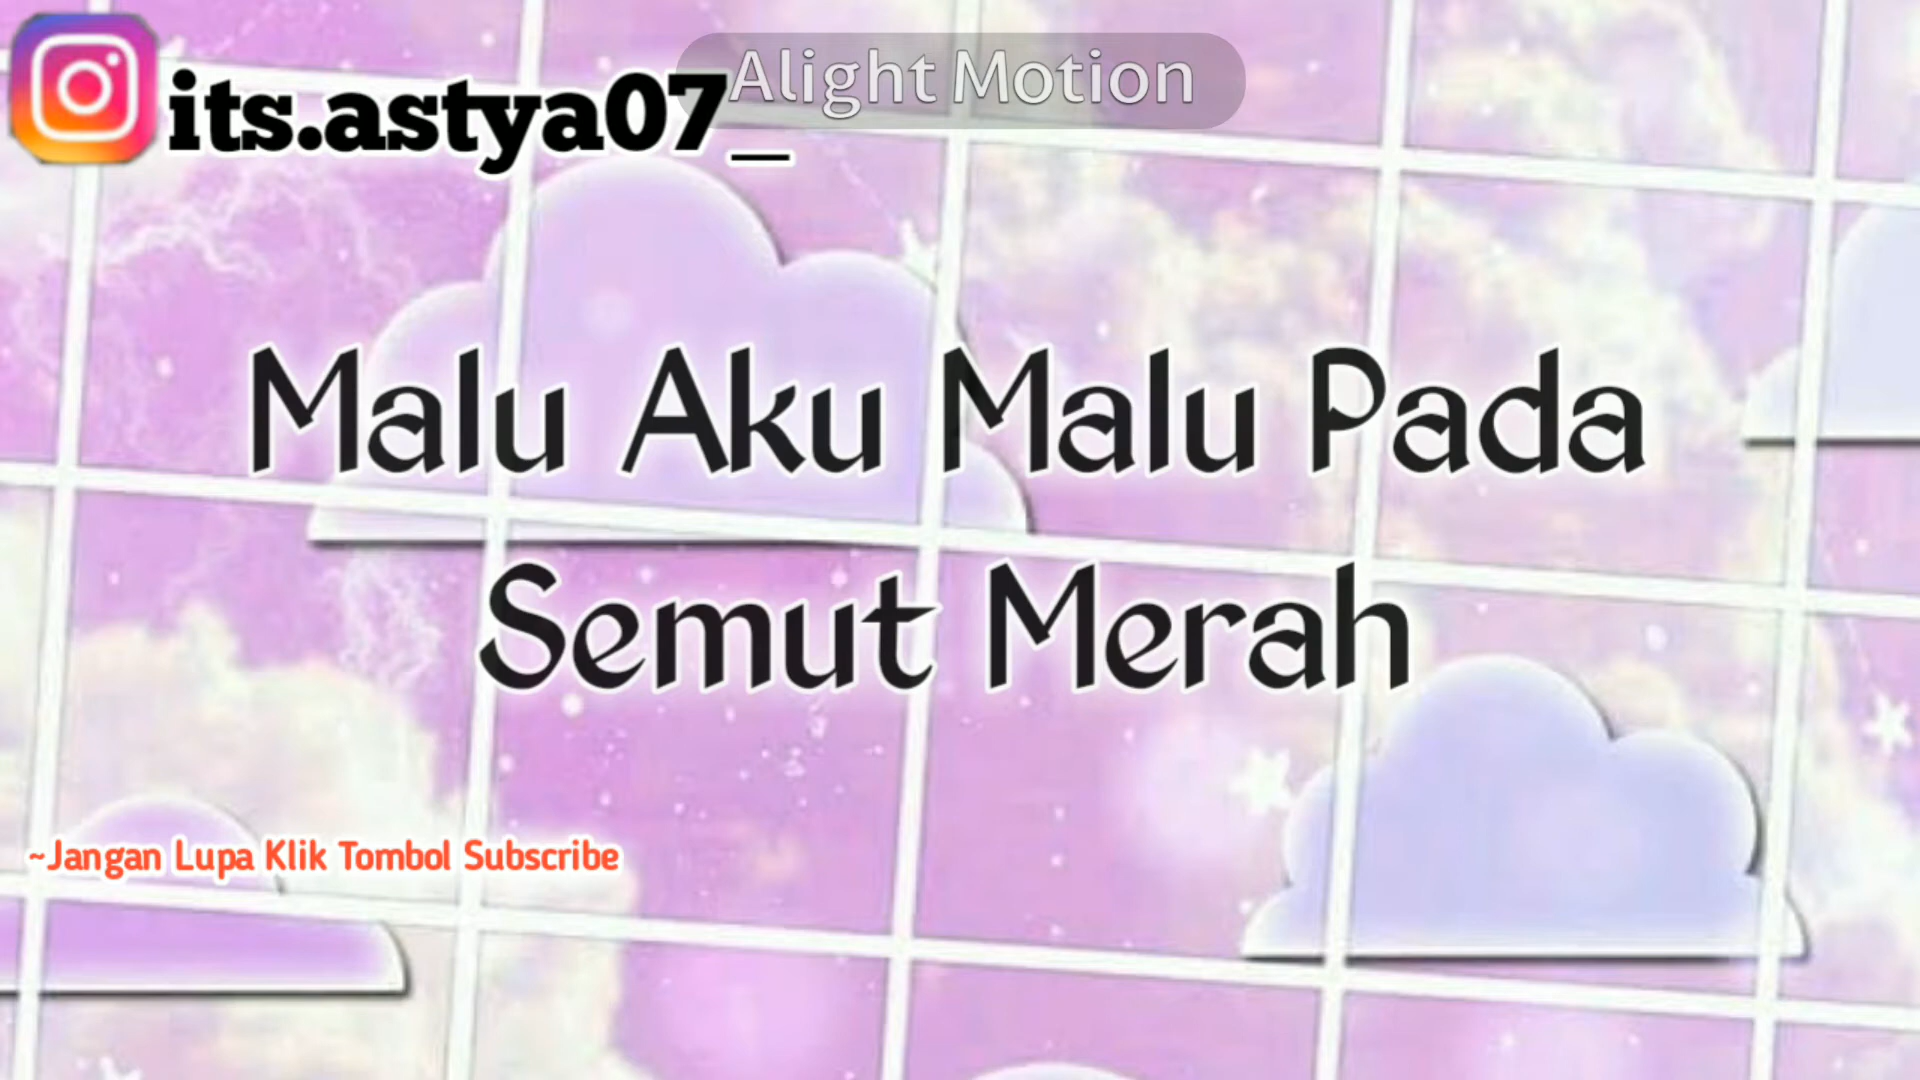 Alight Motion
its.astya07_
Malu Aku Malu Pada
Semut Merah
~Jangan Lupa Klik Tombol Subscribe